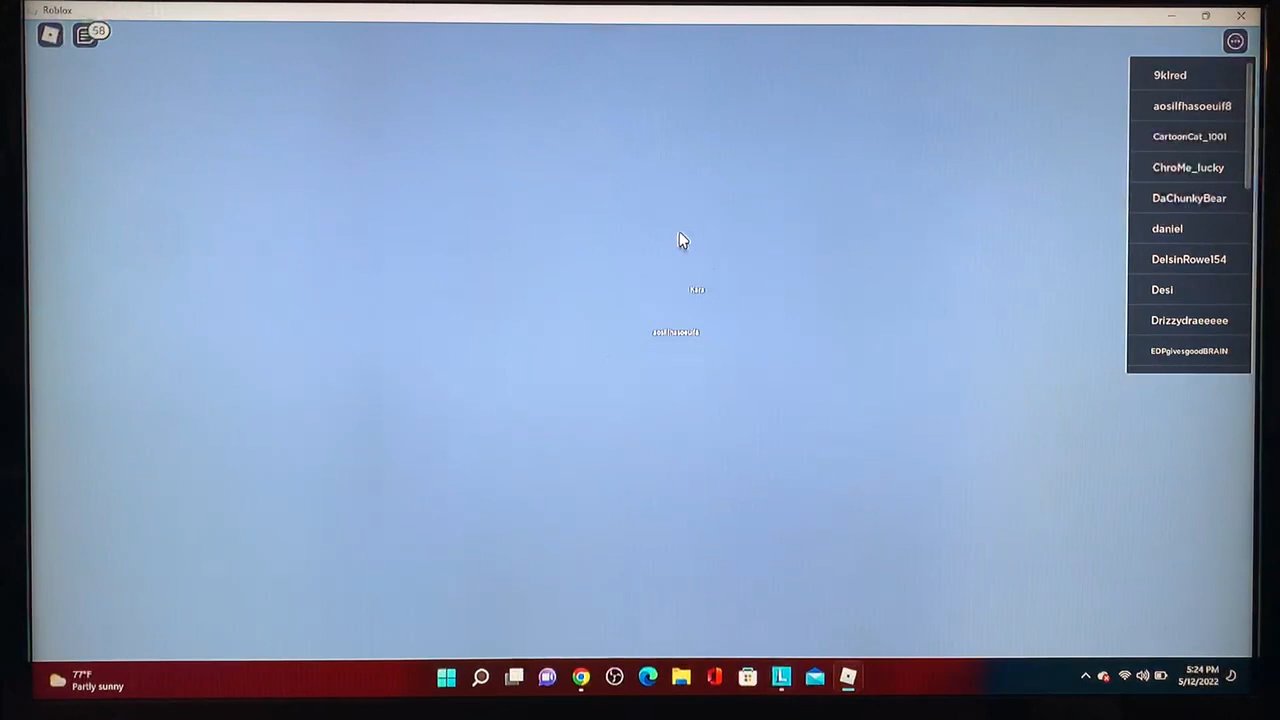 Roblox
58
9klred
aosilfhasoeuif8
CartoonCat_1001
ChroMe_lucky
DaChunkyBear
daniel
DelsinRowe154
Desi
Drizzydraeeeee
EDPgivesgoodBRAIN
aosilfhasoeuif8
77°F
Partly sunny
L
5:24 PM
5/12/2022